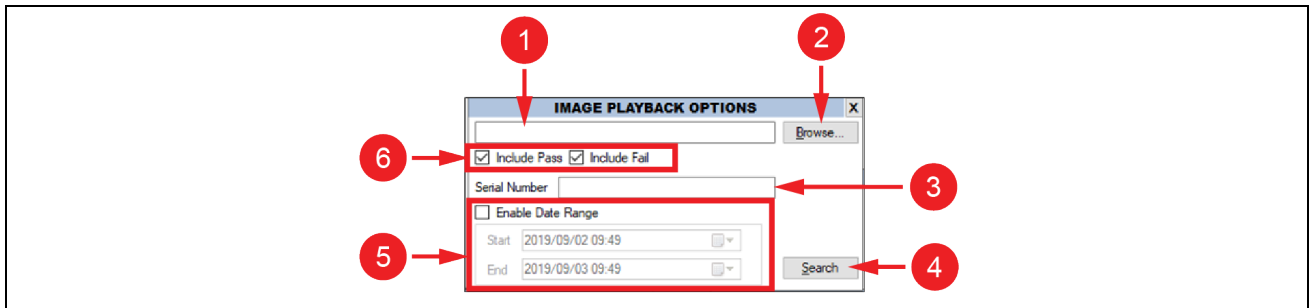 1
2
IMAGE PLAYBACK OPTIONS X
Browse...
6
Include Pass Include Fail
Serial Number
3
Enable Date Range
Start 2019/09/02 09:49
5
End 2019/09/03 09:49
Search
4